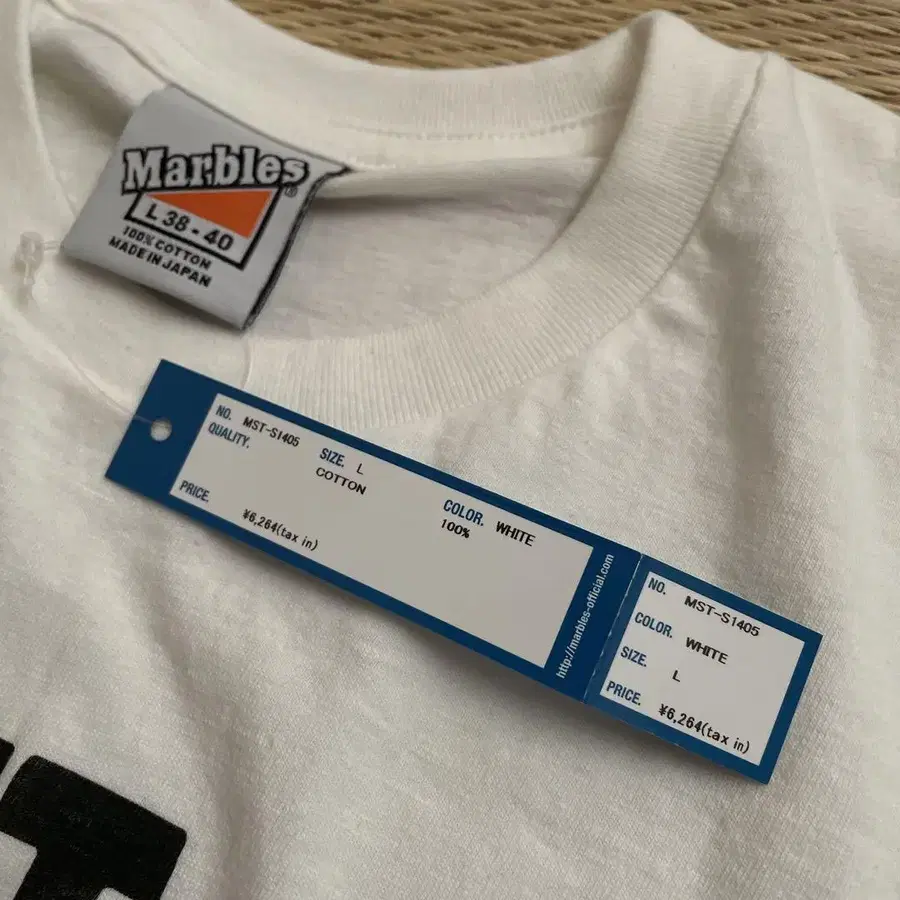 Marbles®
L 38-40
100% COTTON
MADE IN JAPAN
NO. MST-S1405
SIZE. L
COLOR. WHITE
QUALITY.
COTTON
100%
PRICE.
¥6,264(tax in)
http://marbles-official.com
NO. MST-S1405
COLOR. WHITE
SIZE. L
PRICE. ¥6,264(tax in)